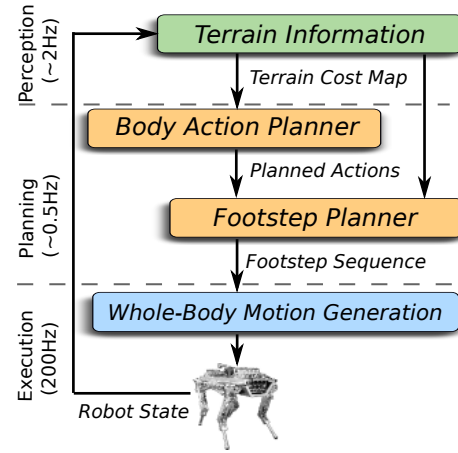 Perception
(~2Hz)
Terrain Information
Terrain Cost Map
Body Action Planner
Planned Actions
Planning
(~0.5Hz)
Footstep Planner
Footstep Sequence
Execution
(200Hz)
Whole-Body Motion Generation
Robot State